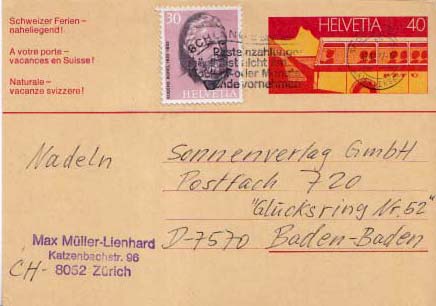 Schweizer Ferien –
naheliegend!
A votre porte –
vacances en Suisse!
Naturale –
vacanze svizzere!
30
HELVETIA
HELVETIA 40
Nadeln
Sonnenverlag GmbH
Postfach 720
"Glücksring Nr. 52"
D-7570 Baden-Baden
Max Müller-Lienhard
Katzenbachstr. 96
CH- 8052 Zürich